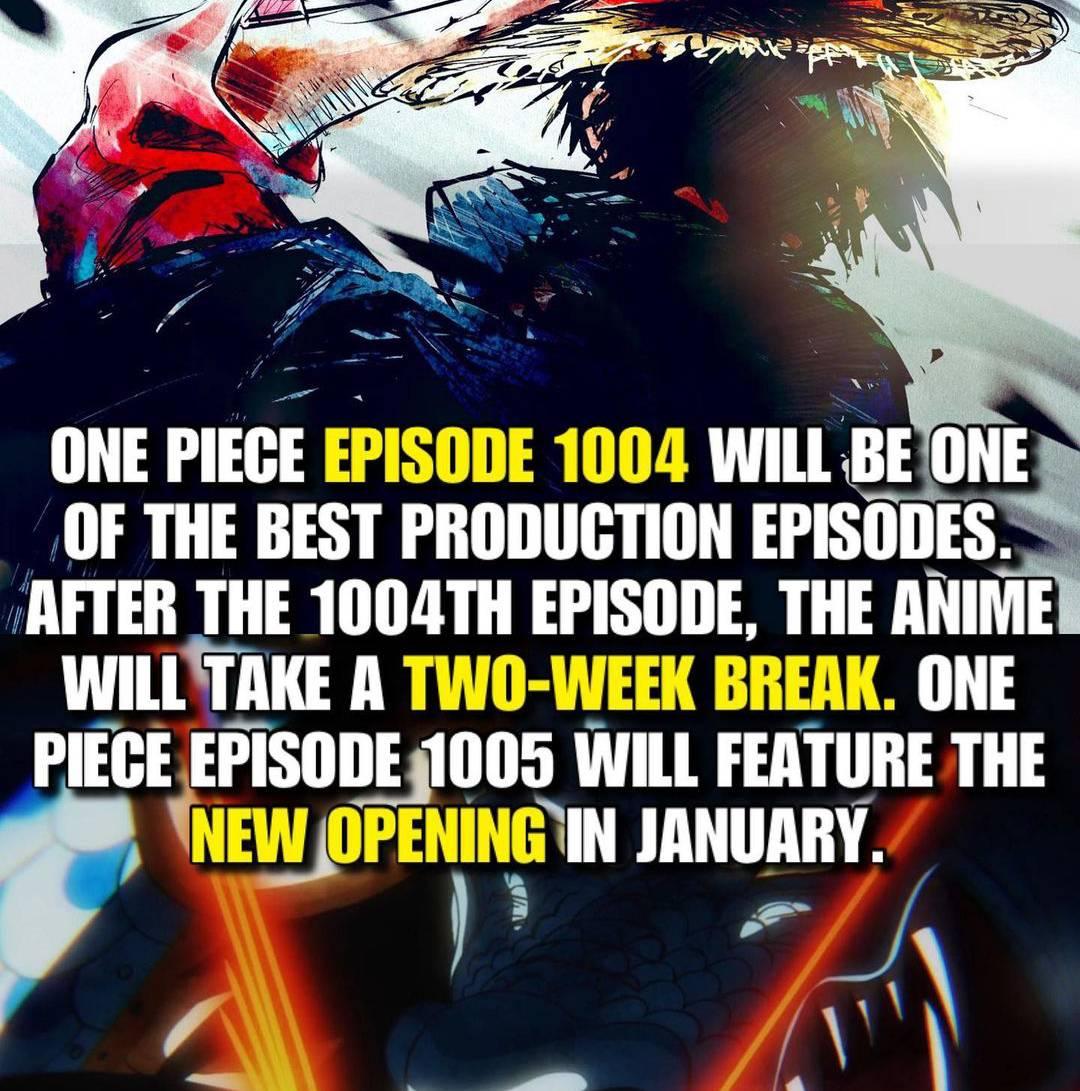 ONE PIECE EPISODE 1004 WILL BE ONE
OF THE BEST PRODUCTION EPISODES.
AFTER THE 1004TH EPISODE, THE ANIME
WILL TAKE A TWO-WEEK BREAK. ONE
PIECE EPISODE 1005 WILL FEATURE THE
NEW OPENING IN JANUARY.